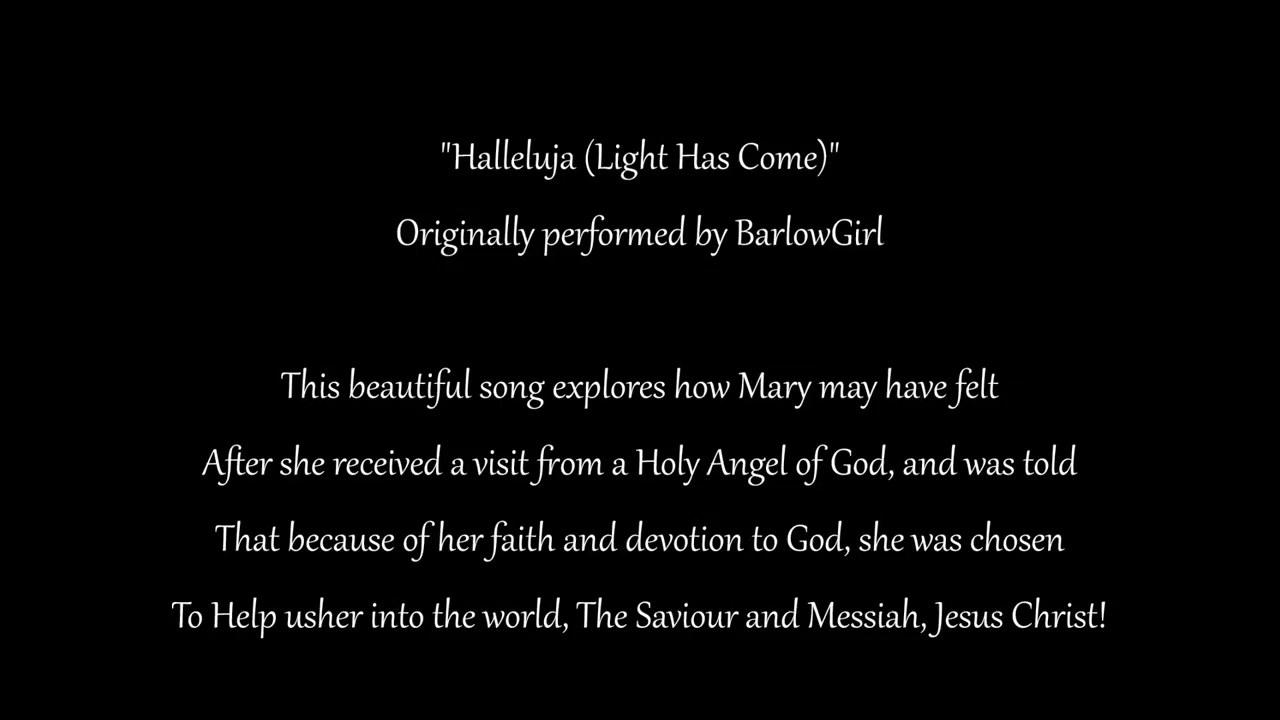 "Halleluja (Light Has Come)"
Originally performed by BarlowGirl
This beautiful song explores how Mary may have felt
After she received a visit from a Holy Angel of God, and was told
That because of her faith and devotion to God, she was chosen
To Help usher into the world, The Saviour and Messiah, Jesus Christ!